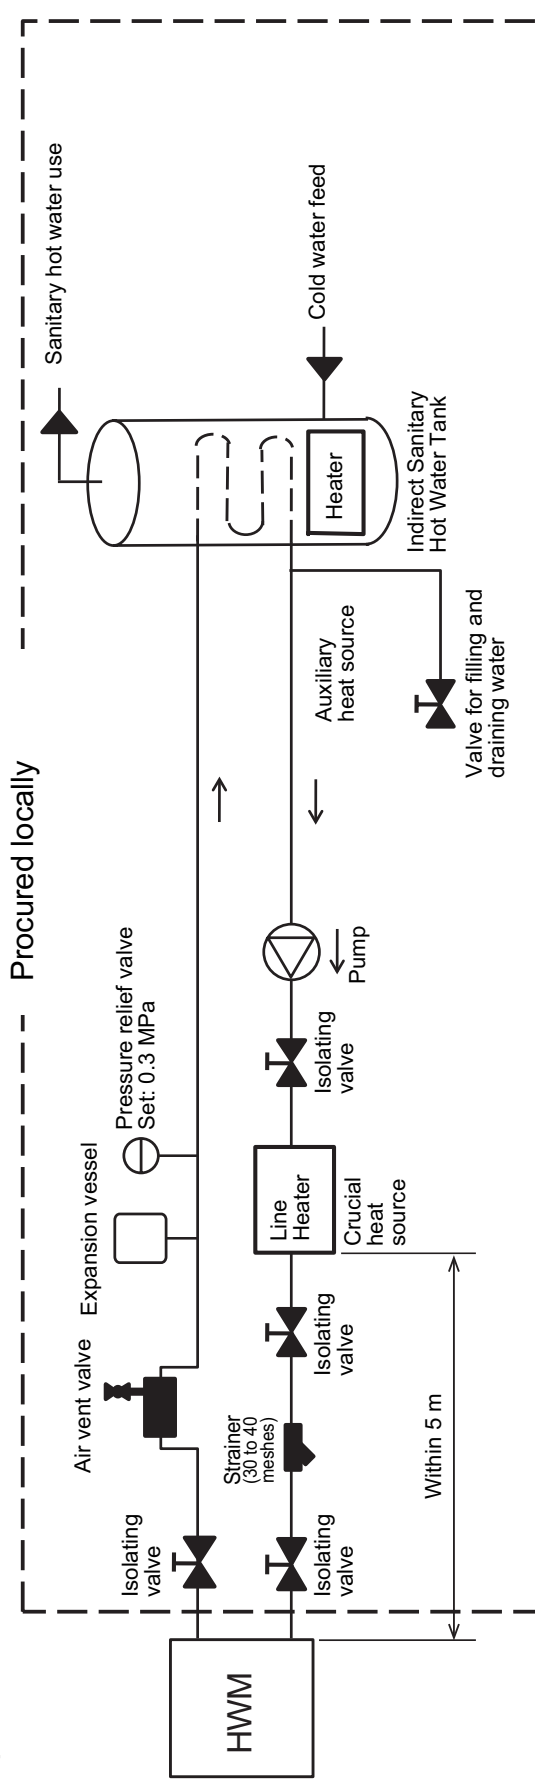 Procured locally
Sanitary hot water use
Cold water feed
Heater
Indirect Sanitary
Hot Water Tank
Auxiliary
heat source
Valve for filling and
draining water
Pressure relief valve
Set: 0.3 MPa
Expansion vessel
Air vent valve
Isolating
valve
HWM
Isolating
valve
Strainer
(30 to 40
meshes)
Isolating
valve
Line
Heater
Crucial
heat
source
Isolating
valve
Pump
Within 5 m